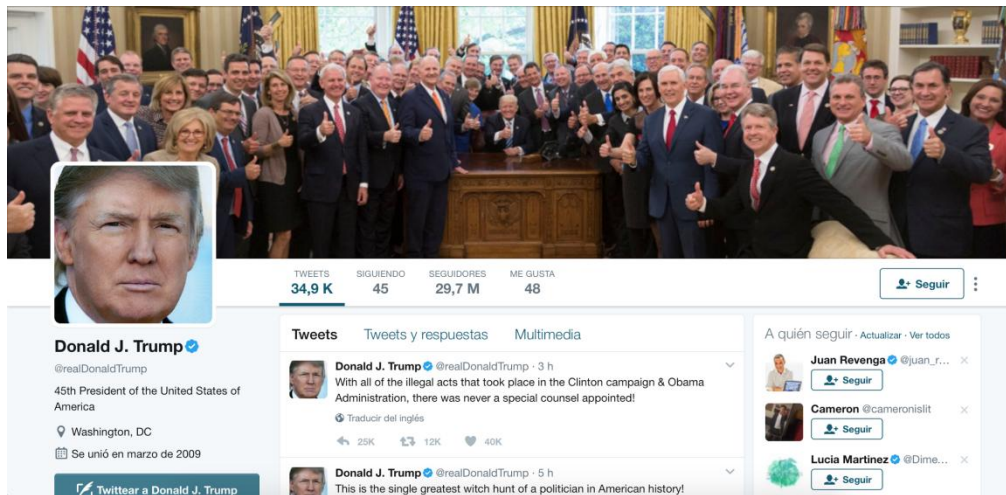 TWEETS
34,9 K
SIGUIENDO
45
SEGUIDORES
29,7 M
ME GUSTA
48
Seguir
Donald J. Trump
@realDonaldTrump
45th President of the United States of
America
Washington, DC
Se unió en marzo de 2009
Twittear a Donald J. Trump
Tweets Tweets y respuestas Multimedia
Donald J. Trump @realDonaldTrump · 3 h
With all of the illegal acts that took place in the Clinton campaign & Obama
Administration, there was never a special counsel appointed!
Traducir del inglés
25K 12K 40K
Donald J. Trump @realDonaldTrump · 5 h
This is the single greatest witch hunt of a politician in American history!
A quién seguir · Actualizar · Ver todos
Juan Revenga @juan_r...
Seguir
Cameron @cameronislit
Seguir
Lucia Martínez @Dime...
Seguir